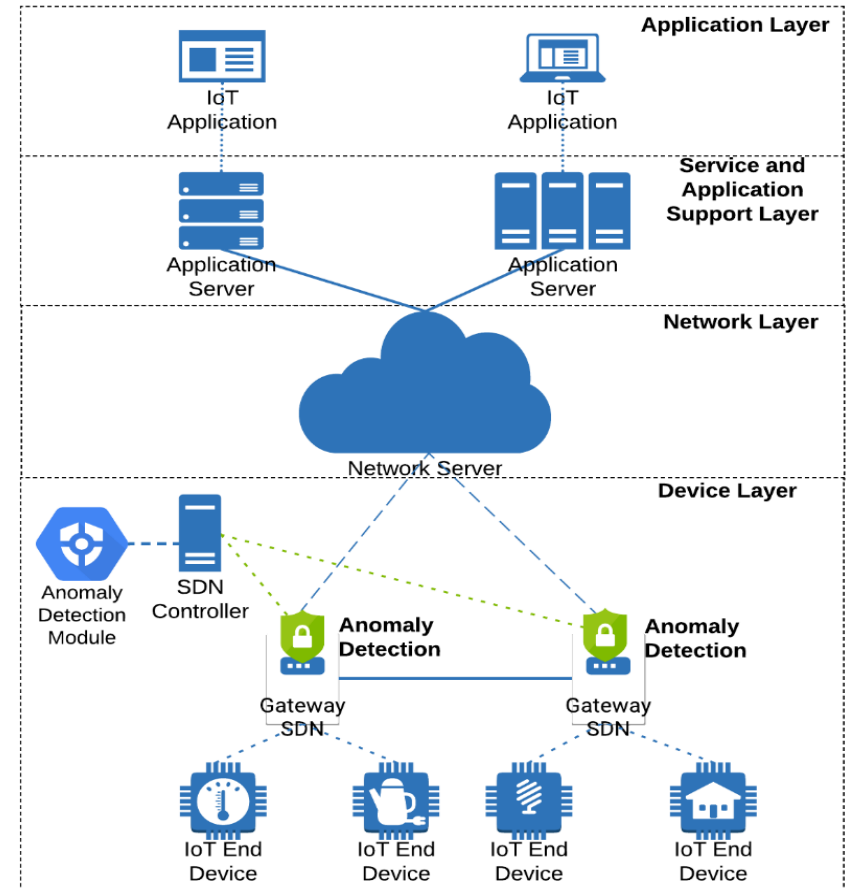 Application Layer
IoT
Application
IoT
Application
Service and
Application
Support Layer
Application
Server
Application
Server
Network Layer
Network Server
Device Layer
Anomaly
Detection
Module
SDN
Controller
Anomaly
Detection
Anomaly
Detection
Gateway
SDN
Gateway
SDN
IoT End
Device
IoT End
Device
IoT End
Device
IoT End
Device